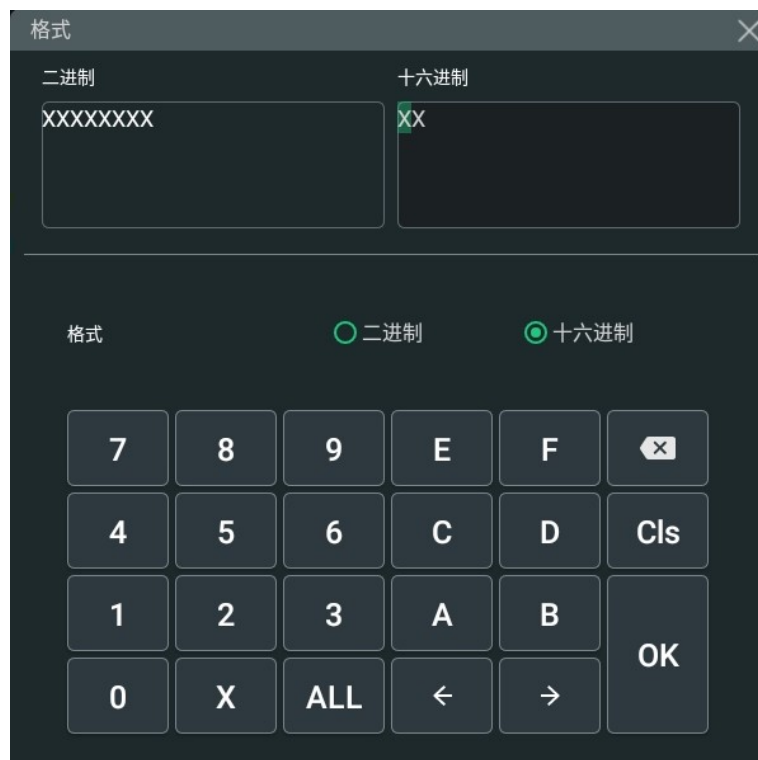 格式
二进制 十六进制
XXXXXXXX XX
格式 二进制 十六进制
7 8 9 E F
4 5 6 C D Cls
1 2 3 A B
OK
0 X ALL ← →